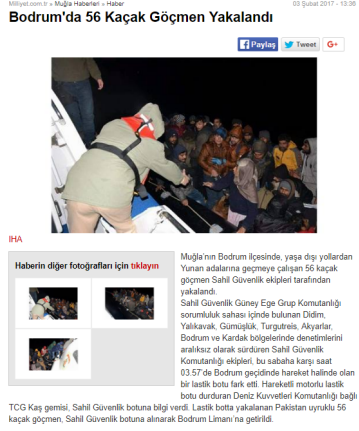 Milliyet.com.tr » Muğla Haberleri » Haber
03 Şubat 2017 - 13:36
Bodrum'da 56 Kaçak Göçmen Yakalandı
Paylaş
Tweet
G+
IHA
Haberin diğer fotoğrafları için tıklayın
Muğla'nın Bodrum ilçesinde, yasa dışı yollardan
Yunan adalarına geçmeye çalışan 56 kaçak
göçmen Sahil Güvenlik ekipleri tarafından
yakalandı.
Sahil Güvenlik Güney Ege Grup Komutanlığı
sorumluluk sahası içinde bulunan Didim,
Yalıkavak, Gümüşlük, Turgutreis, Akyarlar,
Bodrum ve Kardak bölgelerinde denetimlerini
aralıksız olarak sürdüren Sahil Güvenlik
Komutanlığı ekipleri, bu sabaha karşı saat
03.57'de Bodrum geçidinde hareket halinde olan
bir lastik botu fark etti. Hareketli motorlu lastik
botu durduran Deniz Kuvvetleri Komutanlığı bağlı
TCG Kaş gemisi, Sahil Güvenlik botuna bilgi verdi. Lastik botta yakalanan Pakistan uyruklu 56
kaçak göçmen, Sahil Güvenlik botuna alınarak Bodrum Limanı'na getirildi.